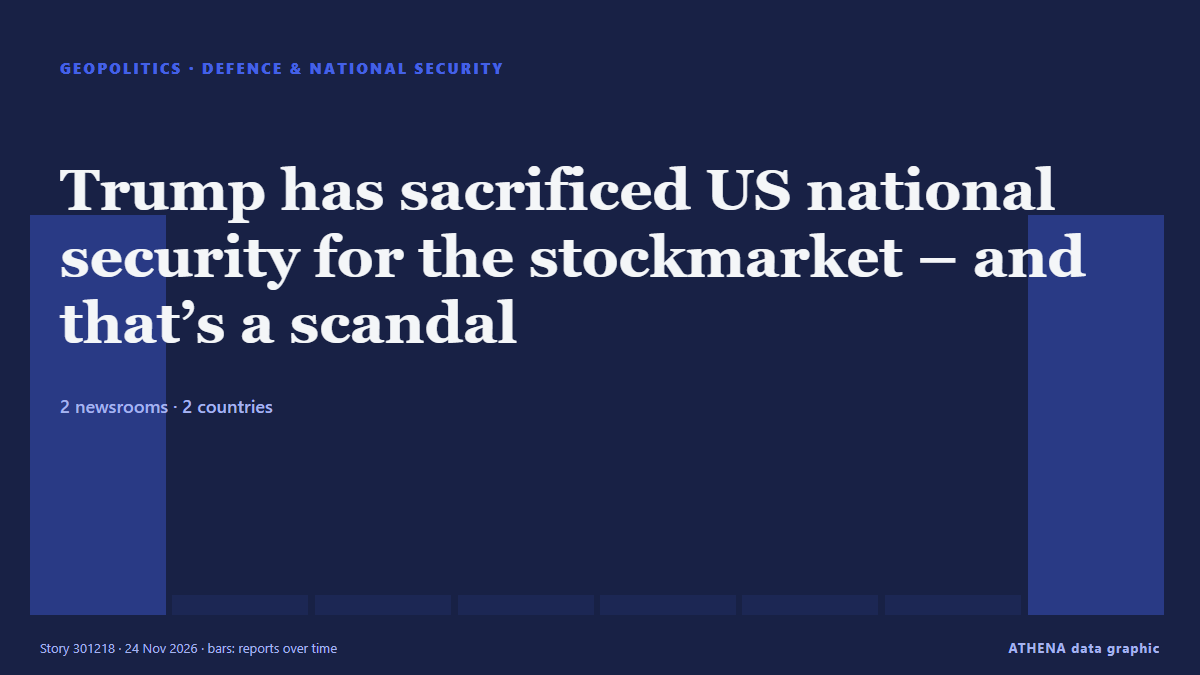 GEOPOLITICS · DEFENCE & NATIONAL SECURITY
Trump has sacrificed US national
security for the stockmarket – and
that’s a scandal
2 newsrooms · 2 countries
Story 301218 · 24 Nov 2026 · bars: reports over time
ATHENA data graphic